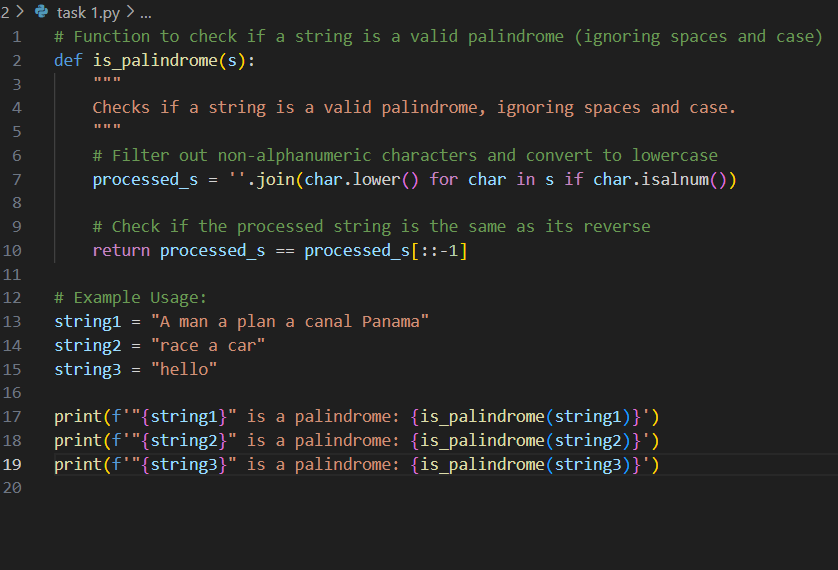 2 > task 1.py > ...
1 # Function to check if a string is a valid palindrome (ignoring spaces and case)
2 def is_palindrome(s):
3     """
4     Checks if a string is a valid palindrome, ignoring spaces and case.
5     """
6     # Filter out non-alphanumeric characters and convert to lowercase
7     processed_s = ''.join(char.lower() for char in s if char.isalnum())
8
9     # Check if the processed string is the same as its reverse
10     return processed_s == processed_s[::-1]
11
12 # Example Usage:
13 string1 = "A man a plan a canal Panama"
14 string2 = "race a car"
15 string3 = "hello"
16
17 print(f'"{string1}" is a palindrome: {is_palindrome(string1)}')
18 print(f'"{string2}" is a palindrome: {is_palindrome(string2)}')
19 print(f'"{string3}" is a palindrome: {is_palindrome(string3)}')
20